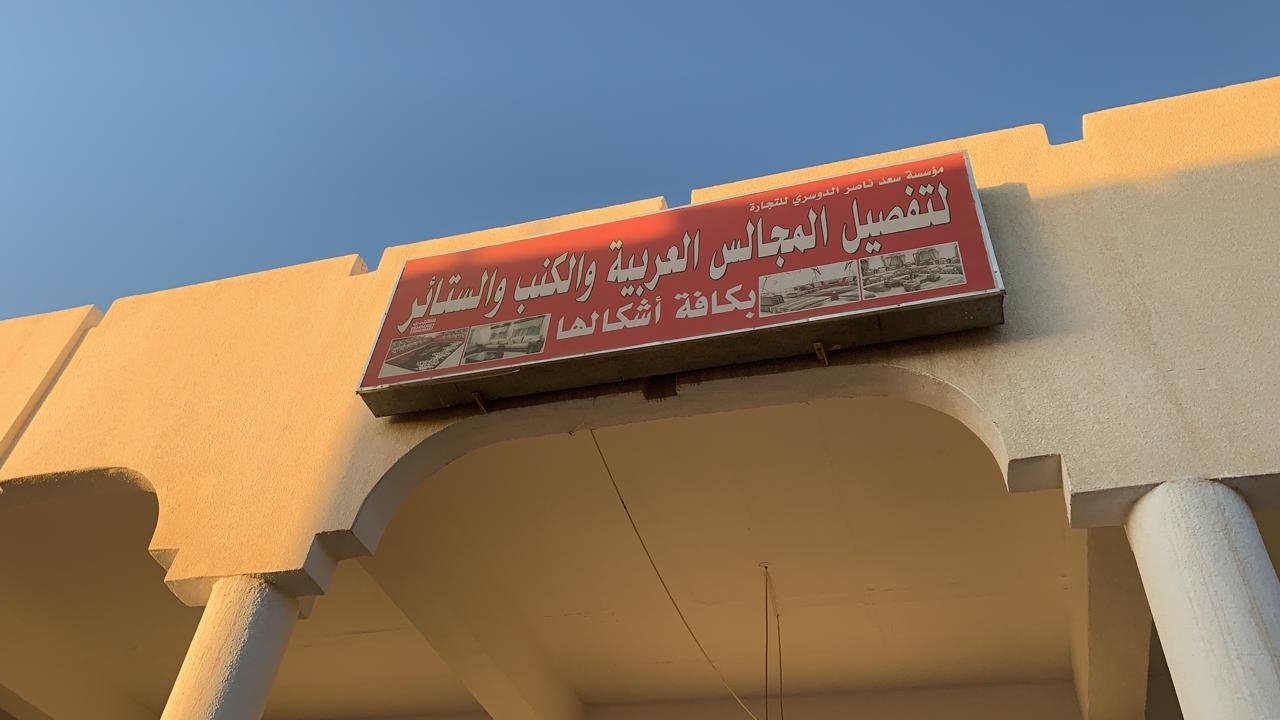 مؤسسة سعد ناصر الدوسري للتجارة
لتفصيل المجالس العربية والكنب والستائر
بكافة أشكالها